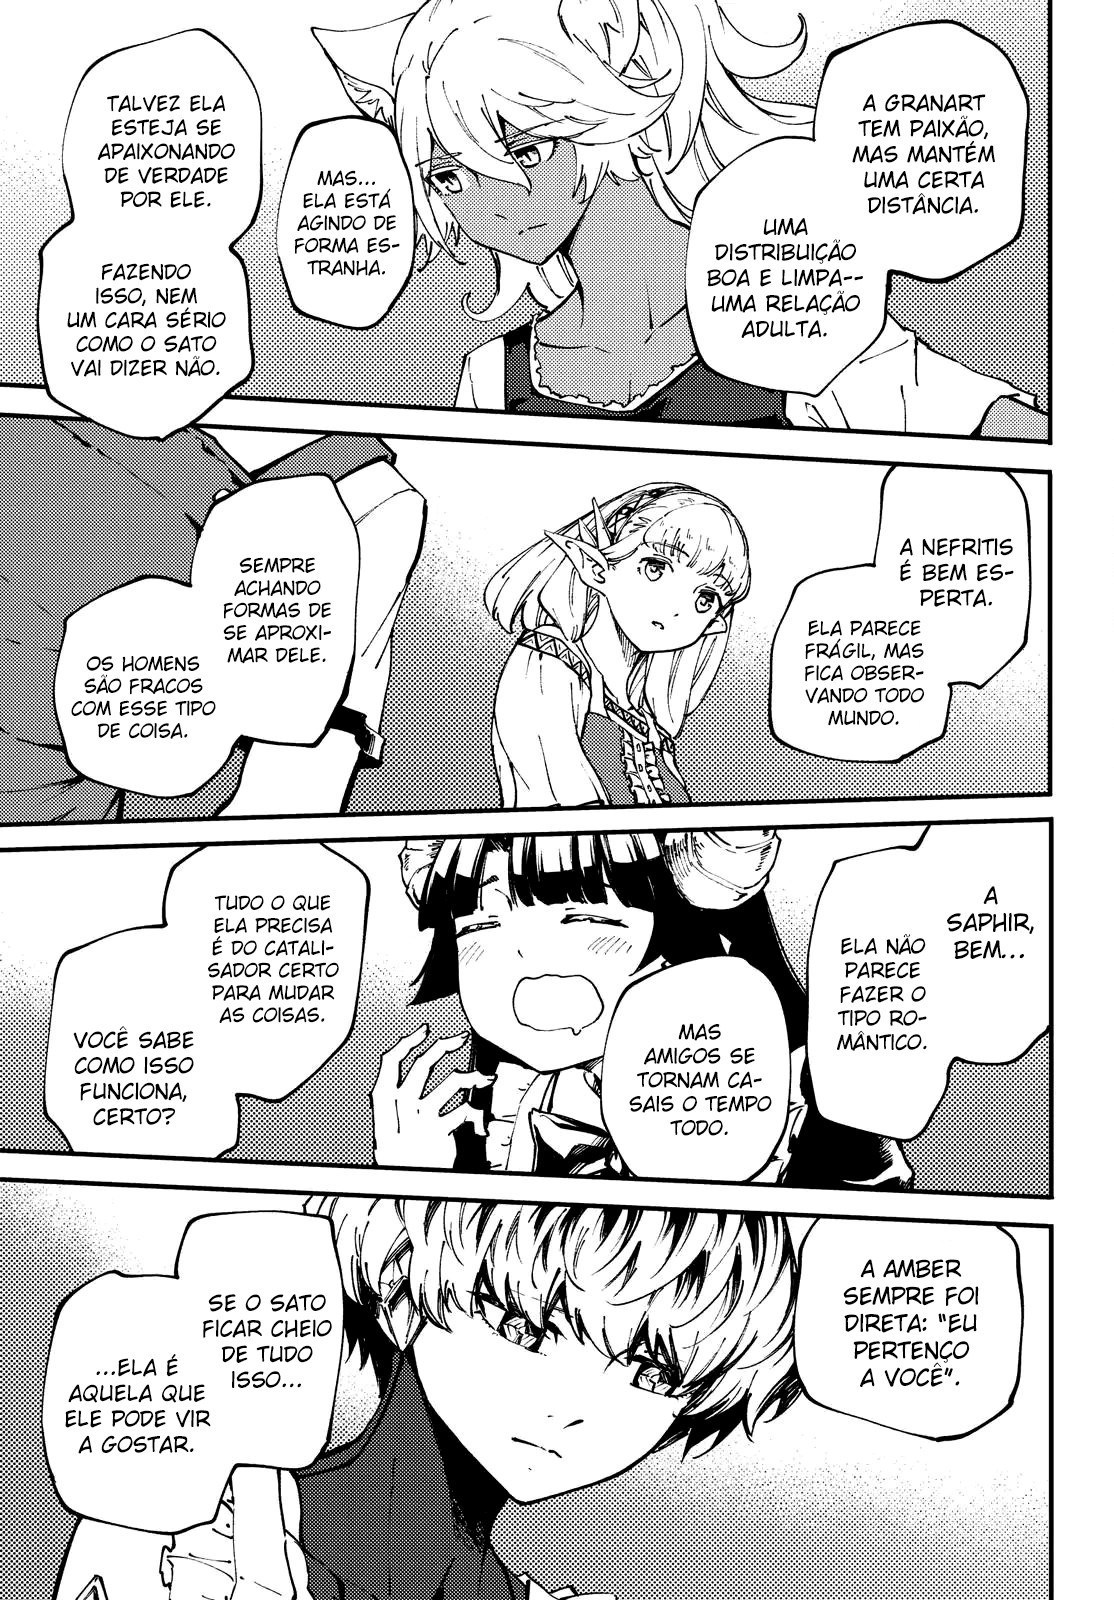 A GRANART
TEM PAIXÃO,
MAS MANTÉM
UMA CERTA
DISTÂNCIA.
UMA
DISTRIBUIÇÃO
BOA E LIMPA--
UMA RELAÇÃO
ADULTA.
MAS...
ELA ESTÁ
AGINDO DE
FORMA ES-
TRANHA.
TALVEZ ELA
ESTEJA SE
APAIXONANDO
DE VERDADE
POR ELE.
FAZENDO
ISSO, NEM
UM CARA SÉRIO
COMO O SATO
VAI DIZER NÃO.
A NEFRITIS
É BEM ES-
PERTA.
ELA PARECE
FRÁGIL, MAS
FICA OBSER-
VANDO TODO
MUNDO.
SEMPRE
ACHANDO
FORMAS DE
SE APROXI-
MAR DELE.
OS HOMENS
SÃO FRACOS
COM ESSE TIPO
DE COISA.
A
SAPHIR,
BEM...
ELA NÃO
PARECE
FAZER O
TIPO RO-
MÂNTICO.
MAS
AMIGOS SE
TORNAM CA-
SAIS O TEMPO
TODO.
TUDO O QUE
ELA PRECISA
É DO CATALI-
SADOR CERTO
PARA MUDAR
AS COISAS.
VOCÊ SABE
COMO ISSO
FUNCIONA,
CERTO?
A AMBER
SEMPRE FOI
DIRETA: "EU
PERTENÇO
A VOCÊ".
SE O SATO
FICAR CHEIO
DE TUDO
ISSO...
...ELA É
AQUELA QUE
ELE PODE VIR
A GOSTAR.